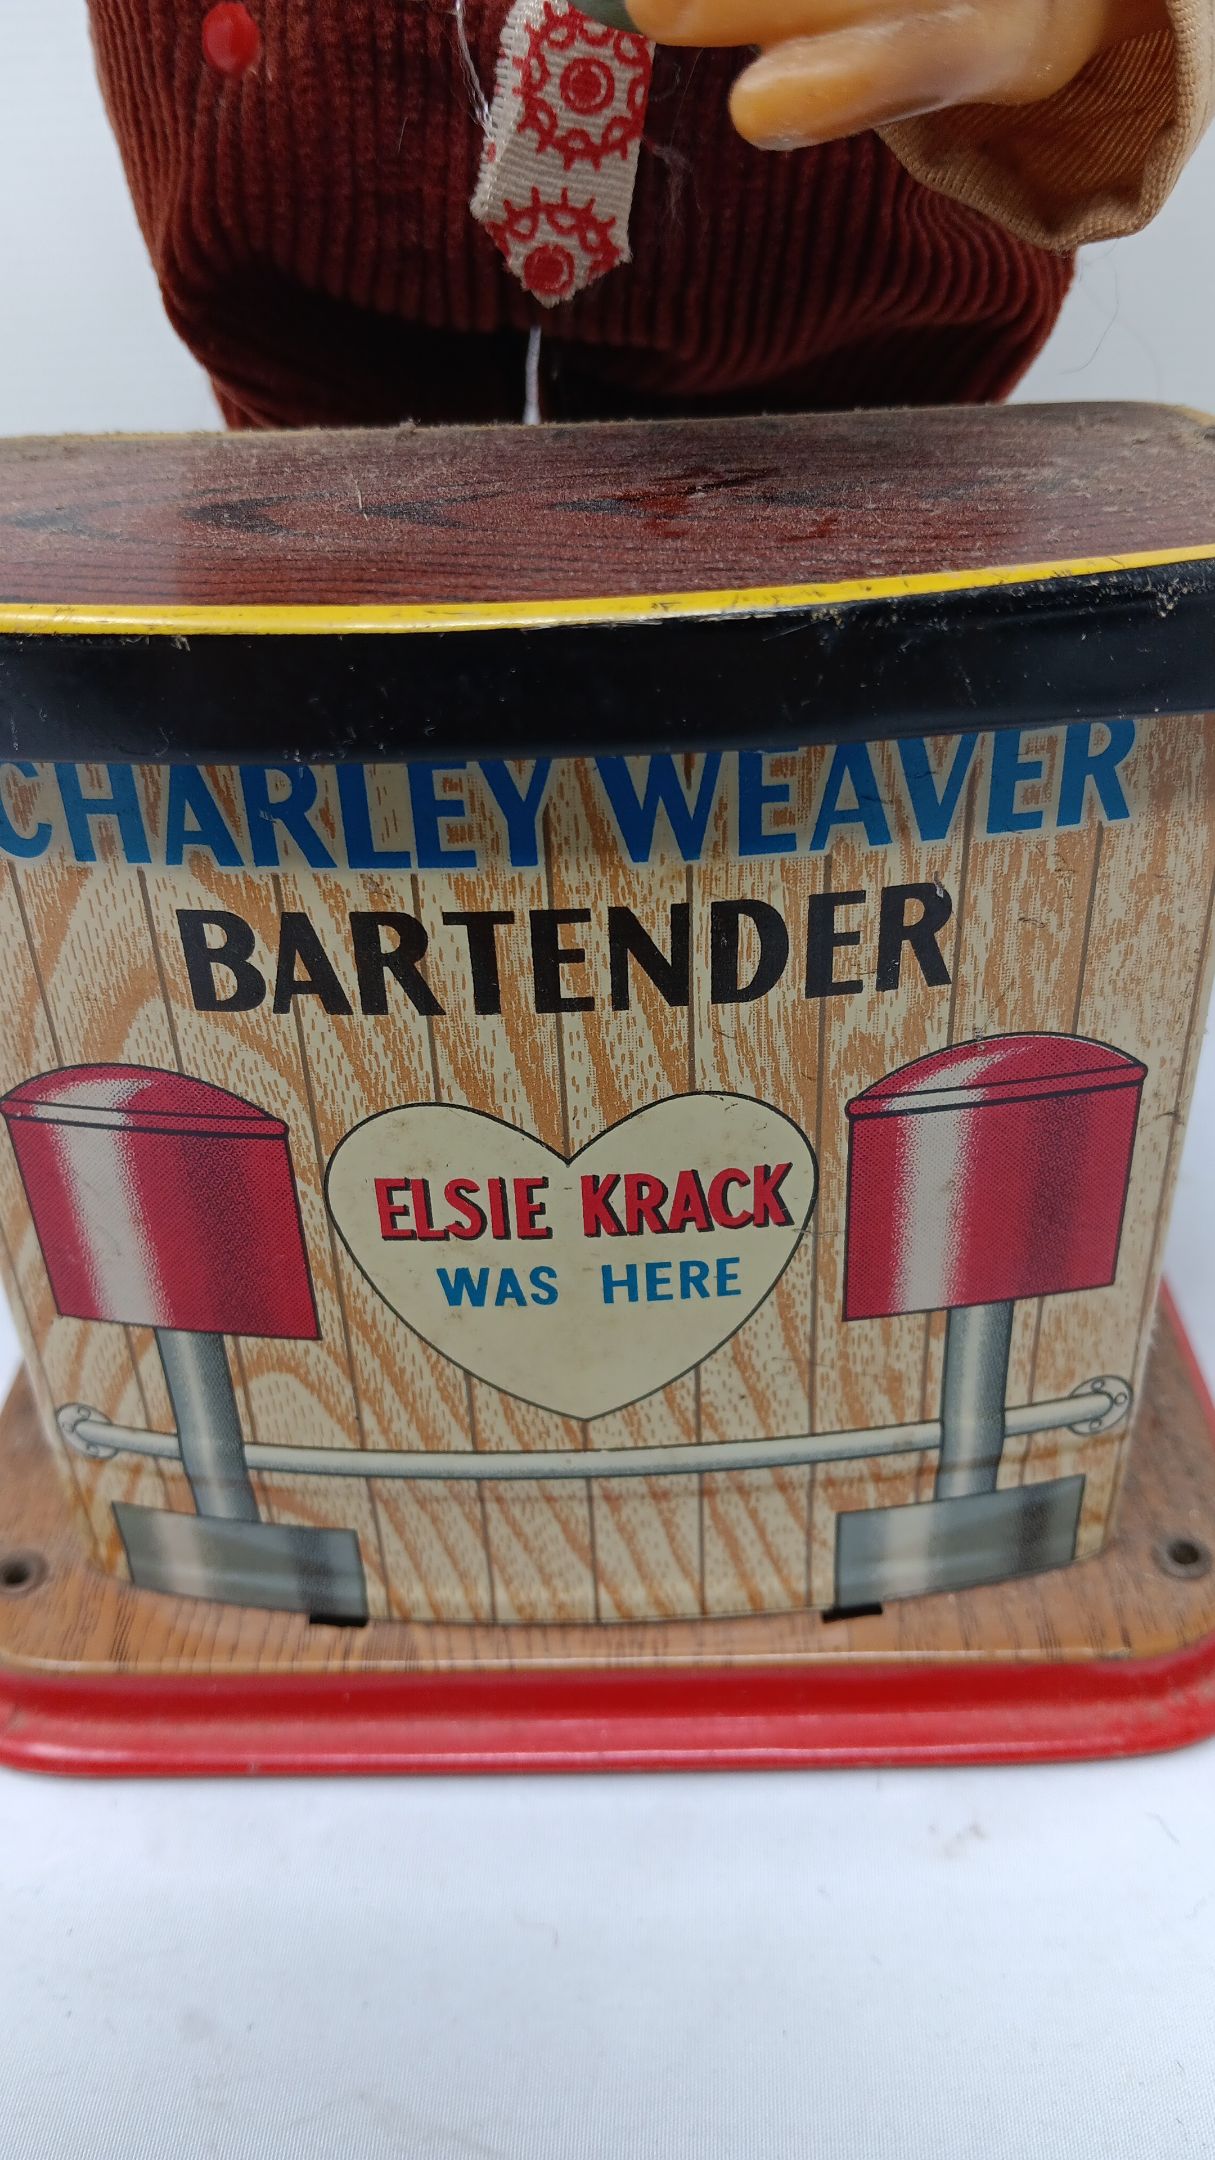 CHARLEY WEAVER
BARTENDER
ELSIE KRACK
WAS HERE